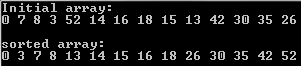 Initial array:
0 7 8 3 52 14 16 18 15 13 42 30 35 26
sorted array:
0 3 7 8 13 14 15 16 18 26 30 35 42 52